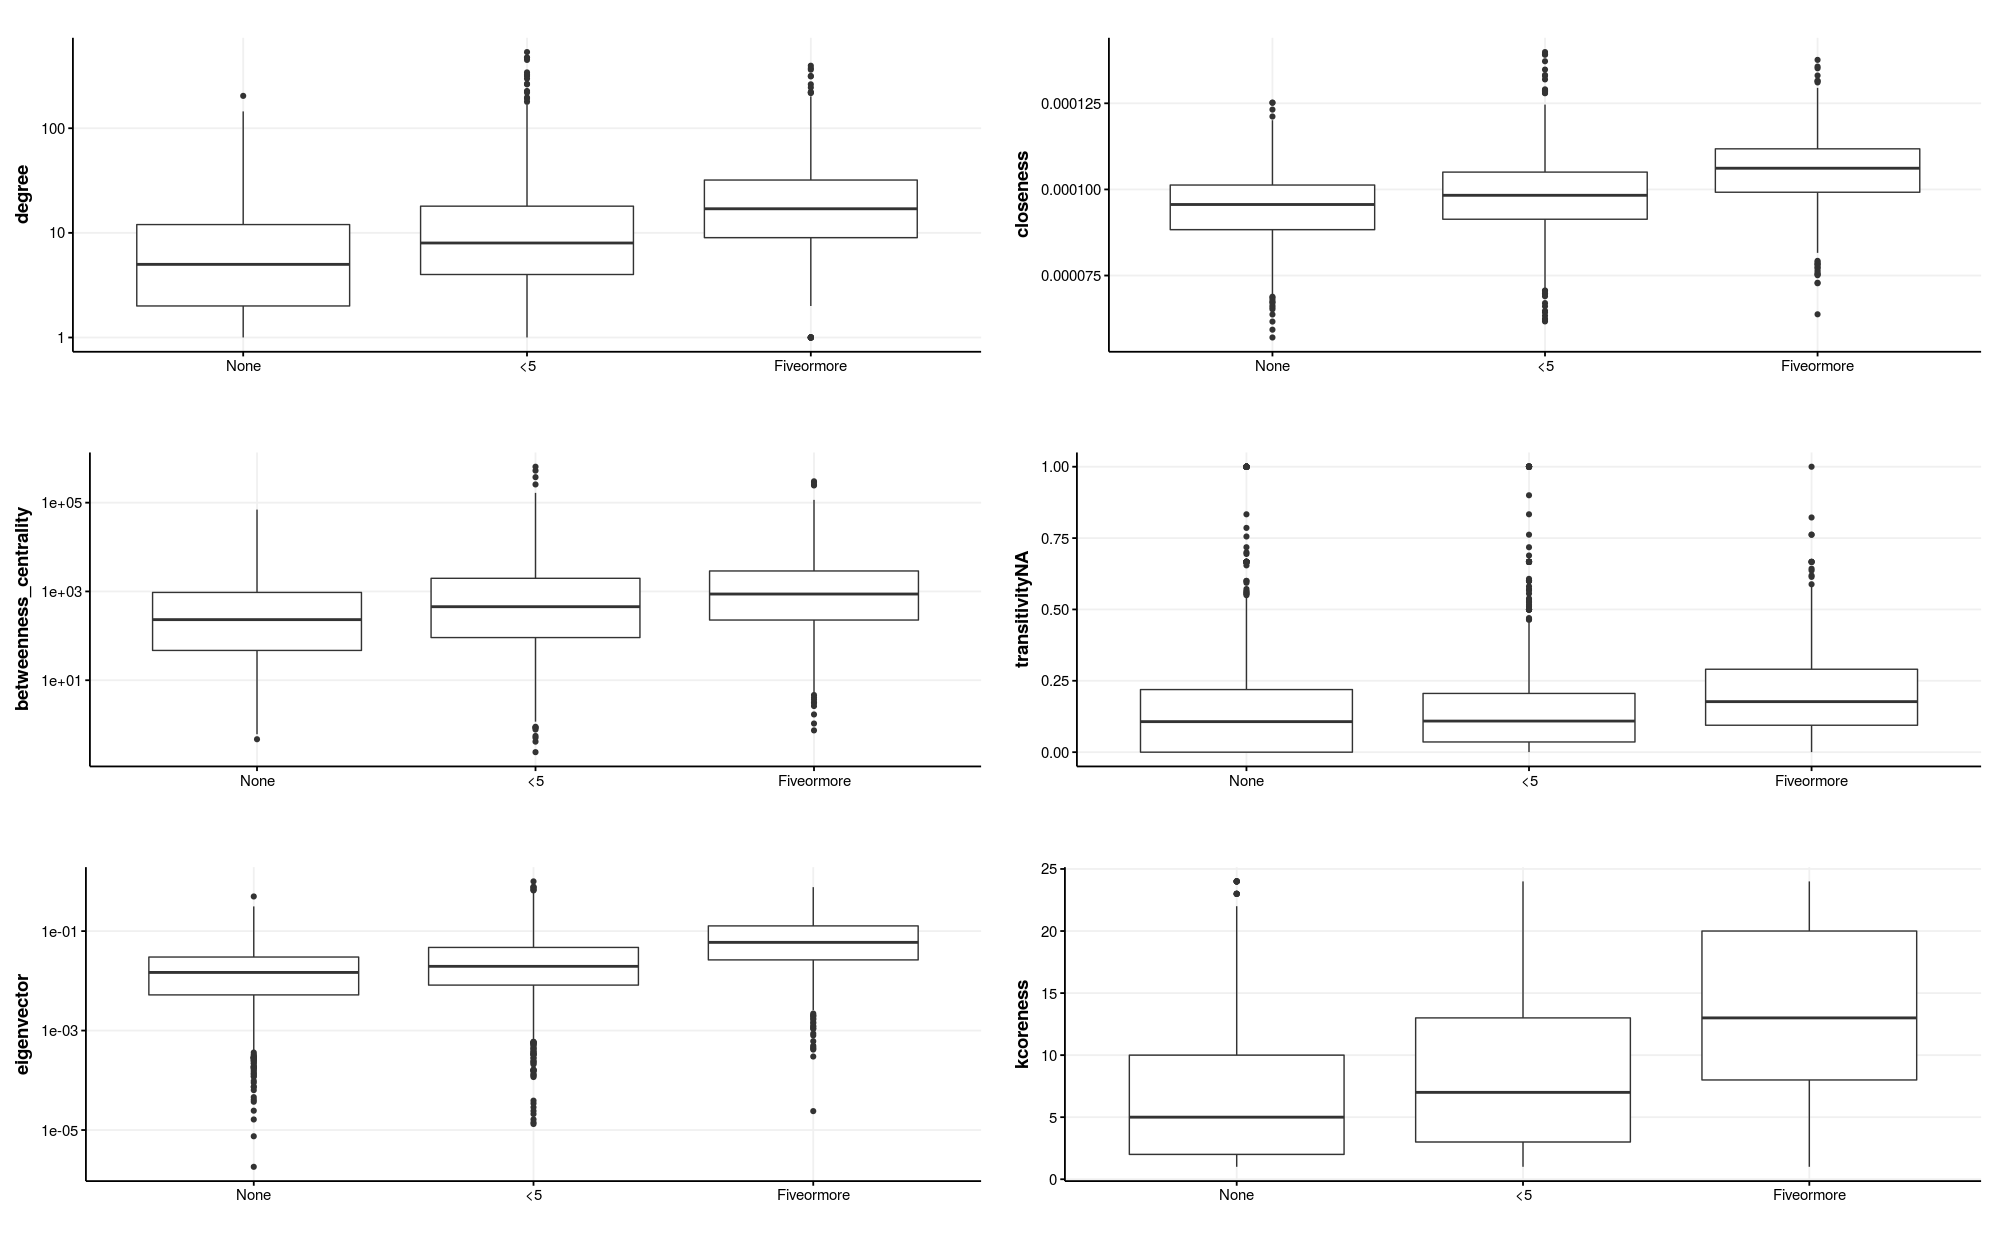 degree
100
10
1
None
<5
Fiveormore
closeness
0.000125
0.000100
0.000075
None
<5
Fiveormore
betweenness_centrality
1e+05
1e+03
1e+01
None
<5
Fiveormore
transitivityNA
1.00
0.75
0.50
0.25
0.00
None
<5
Fiveormore
eigenvector
1e-01
1e-03
1e-05
None
<5
Fiveormore
kcoreness
25
20
15
10
5
0
None
<5
Fiveormore